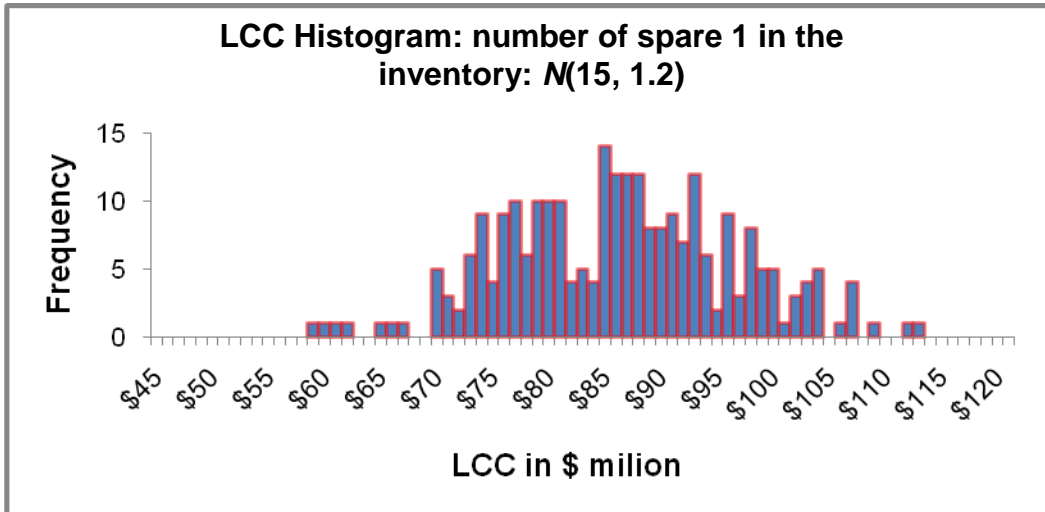 LCC Histogram: number of spare 1 in the
inventory: N(15, 1.2)
Frequency
15
10
5
0
$45 $50 $55 $60 $65 $70 $75 $80 $85 $90 $95 $100 $105 $110 $115 $120
LCC in $ milion